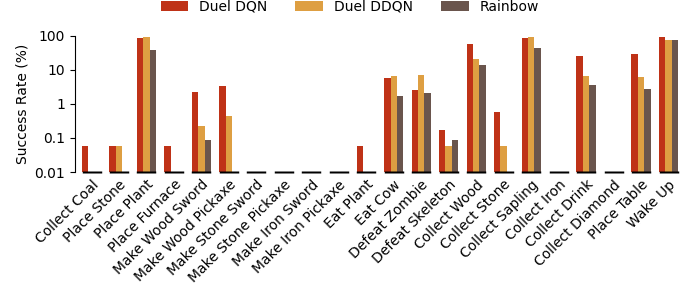 Duel DQN Duel DDQN Rainbow
Success Rate (%)
100
10
1
0.1
0.01
Collect Coal
Place Stone
Place Plant
Place Furnace
Make Wood Sword
Make Wood Pickaxe
Make Stone Sword
Make Stone Pickaxe
Make Iron Sword
Make Iron Pickaxe
Eat Plant
Eat Cow
Defeat Zombie
Defeat Skeleton
Collect Wood
Collect Stone
Collect Sapling
Collect Iron
Collect Drink
Collect Diamond
Place Table
Wake Up